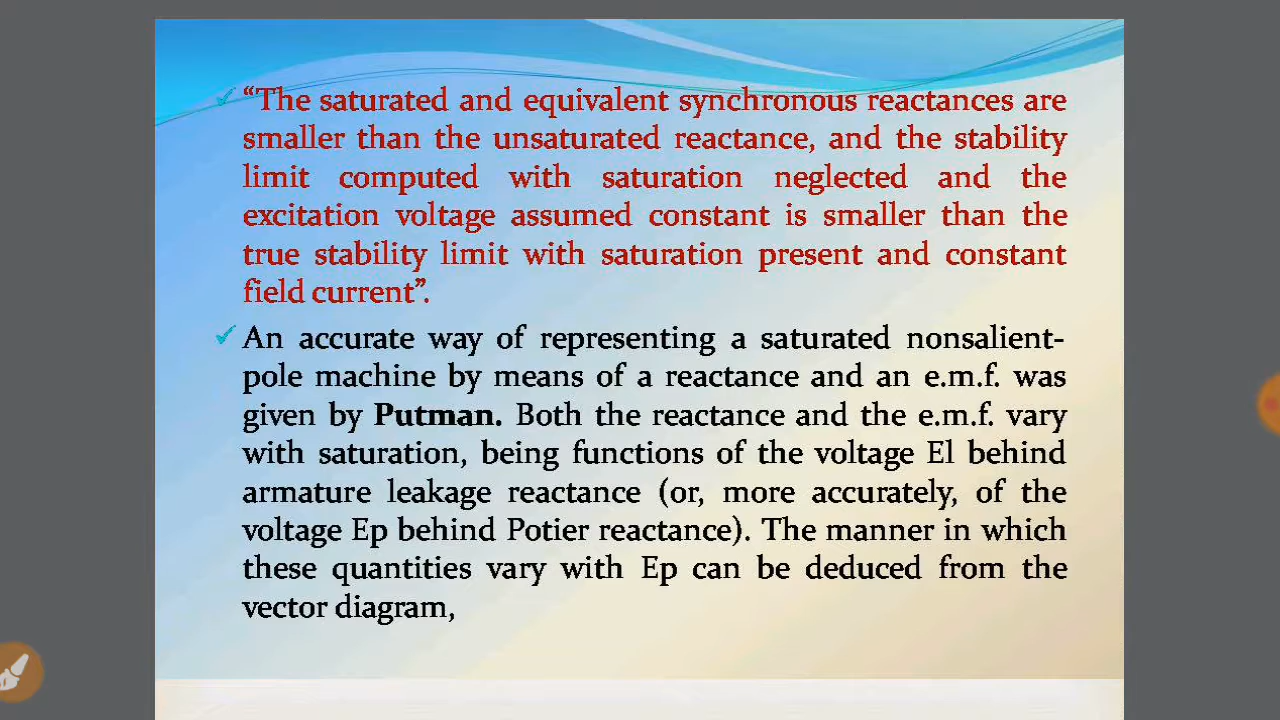 ✓ “The saturated and equivalent synchronous reactances are
smaller than the unsaturated reactance, and the stability
limit computed with saturation neglected and the
excitation voltage assumed constant is smaller than the
true stability limit with saturation present and constant
field current”.
✓ An accurate way of representing a saturated nonsalient-
pole machine by means of a reactance and an e.m.f. was
given by Putman. Both the reactance and the e.m.f. vary
with saturation, being functions of the voltage El behind
armature leakage reactance (or, more accurately, of the
voltage Ep behind Potier reactance). The manner in which
these quantities vary with Ep can be deduced from the
vector diagram,